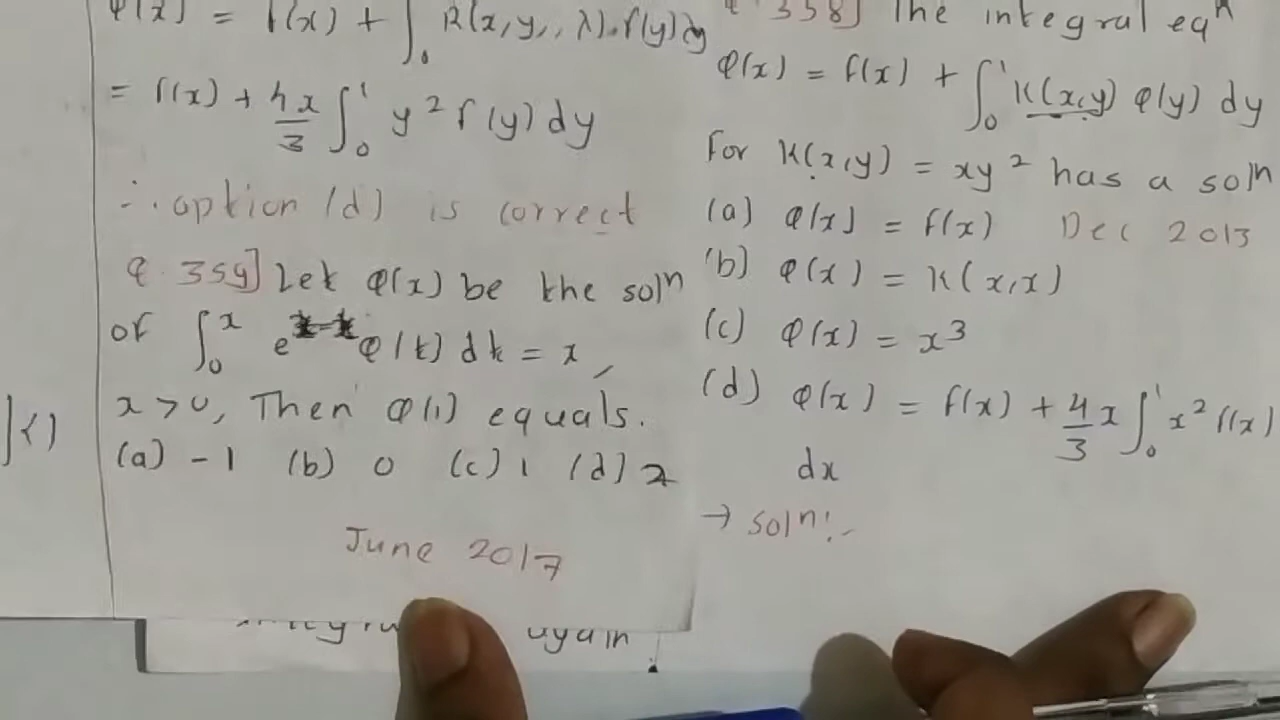 φ(x) = f(x) + ∫₀ R(x,y,,λ).f(y)dy
= f(x) + 4x/3 ∫₀¹ y² f(y) dy
∴ option (d) is correct
Q.359] Let φ(x) be the solⁿ
of ∫₀ˣ e φ(t) dt = x,
x > 0, Then φ(1) equals.
(a) -1 (b) 0 (c) 1 (d) 2
June 2017
again
Q.358] The integral eqⁿ
φ(x) = f(x) + ∫₀¹ K(x,y) φ(y) dy
For K(x,y) = xy² has a solⁿ
(a) φ(x) = f(x) Dec 2013
(b) φ(x) = K(x,x)
(c) φ(x) = x³
(d) φ(x) = f(x) + 4/3 x ∫₀¹ x² f(x)
dx
→ solⁿ:-